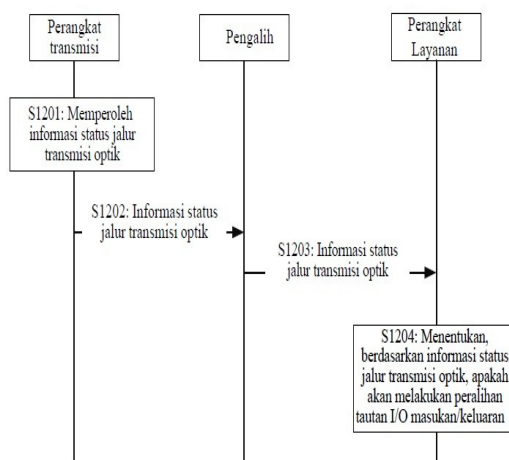 Perangkat
transmisi
Pengalih
Perangkat
Layanan
S1201: Memperoleh
informasi status jalur
transmisi optik
S1202: Informasi status
jalur transmisi optik
S1203: Informasi status
jalur transmisi optik
S1204: Menentukan,
berdasarkan informasi status
jalur transmisi optik, apakah
akan melakukan peralihan
tautan I/O masukan/keluaran